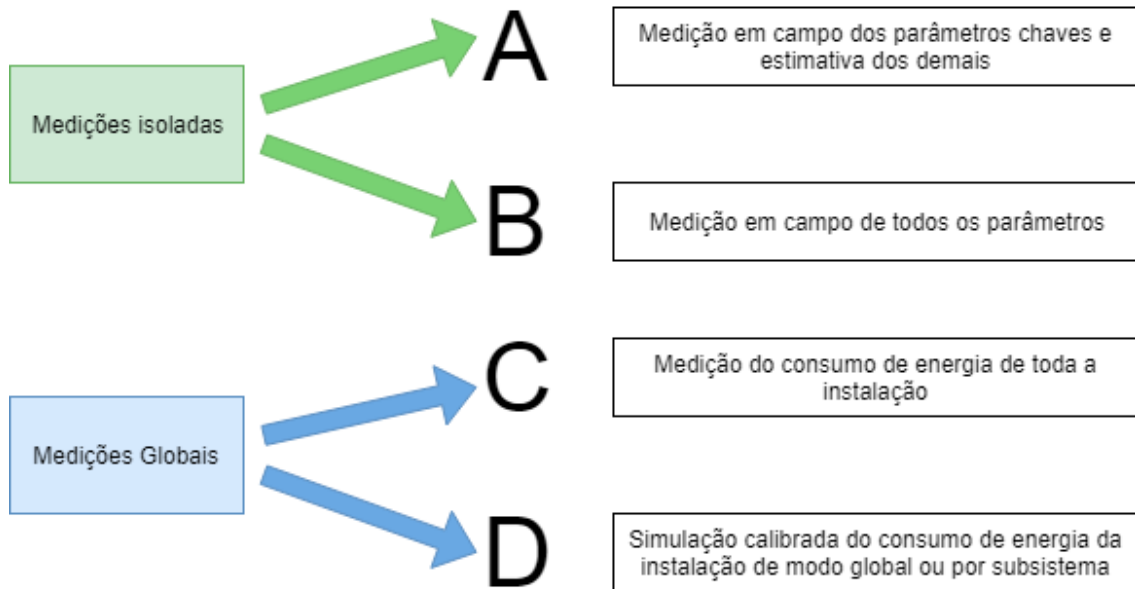 Medições isoladas
A
Medição em campo dos parâmetros chaves e
estimativa dos demais
B
Medição em campo de todos os parâmetros
Medições Globais
C
Medição do consumo de energia de toda a
instalação
D
Simulação calibrada do consumo de energia da
instalação de modo global ou por subsistema